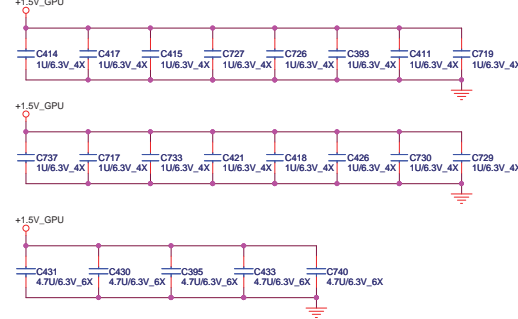 +1.5V_GPU
C414 C417 C415 C727 C726 C393 C411 C719
1U/6.3V_4X 1U/6.3V_4X 1U/6.3V_4X 1U/6.3V_4X 1U/6.3V_4X 1U/6.3V_4X 1U/6.3V_4X 1U/6.3V_4X
+1.5V_GPU
C737 C717 C733 C421 C418 C426 C730 C729
1U/6.3V_4X 1U/6.3V_4X 1U/6.3V_4X 1U/6.3V_4X 1U/6.3V_4X 1U/6.3V_4X 1U/6.3V_4X 1U/6.3V_4X
+1.5V_GPU
C431 C430 C395 C433 C740
4.7U/6.3V_6X 4.7U/6.3V_6X 4.7U/6.3V_6X 4.7U/6.3V_6X 4.7U/6.3V_6X